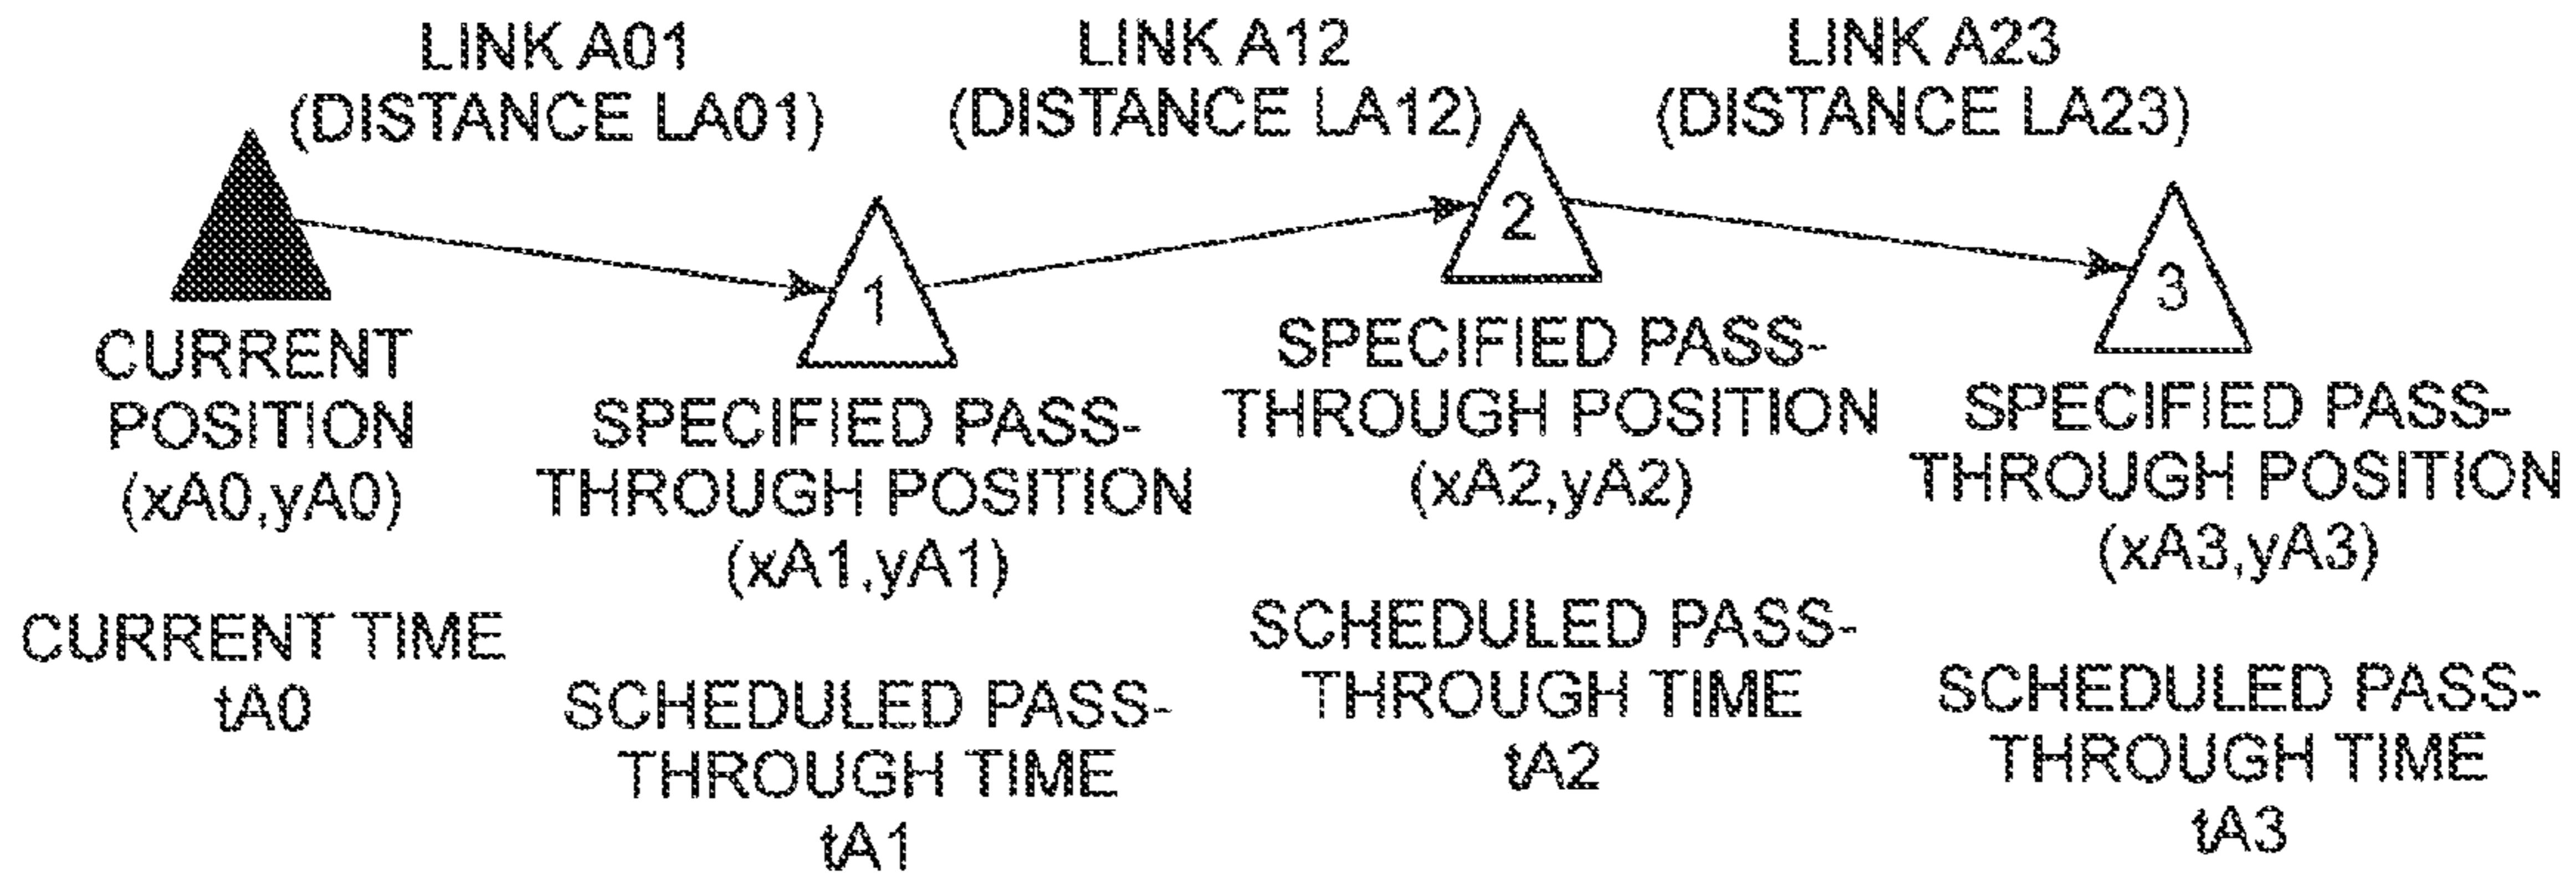 LINK A01
(DISTANCE LA01)
LINK A12
(DISTANCE LA12)
LINK A23
(DISTANCE LA23)
CURRENT
POSITION
(xA0,yA0)
CURRENT TIME
tA0
1
SPECIFIED PASS-
THROUGH POSITION
(xA1,yA1)
SCHEDULED PASS-
THROUGH TIME
tA1
2
SPECIFIED PASS-
THROUGH POSITION
(xA2,yA2)
SCHEDULED PASS-
THROUGH TIME
tA2
3
SPECIFIED PASS-
THROUGH POSITION
(xA3,yA3)
SCHEDULED PASS-
THROUGH TIME
tA3